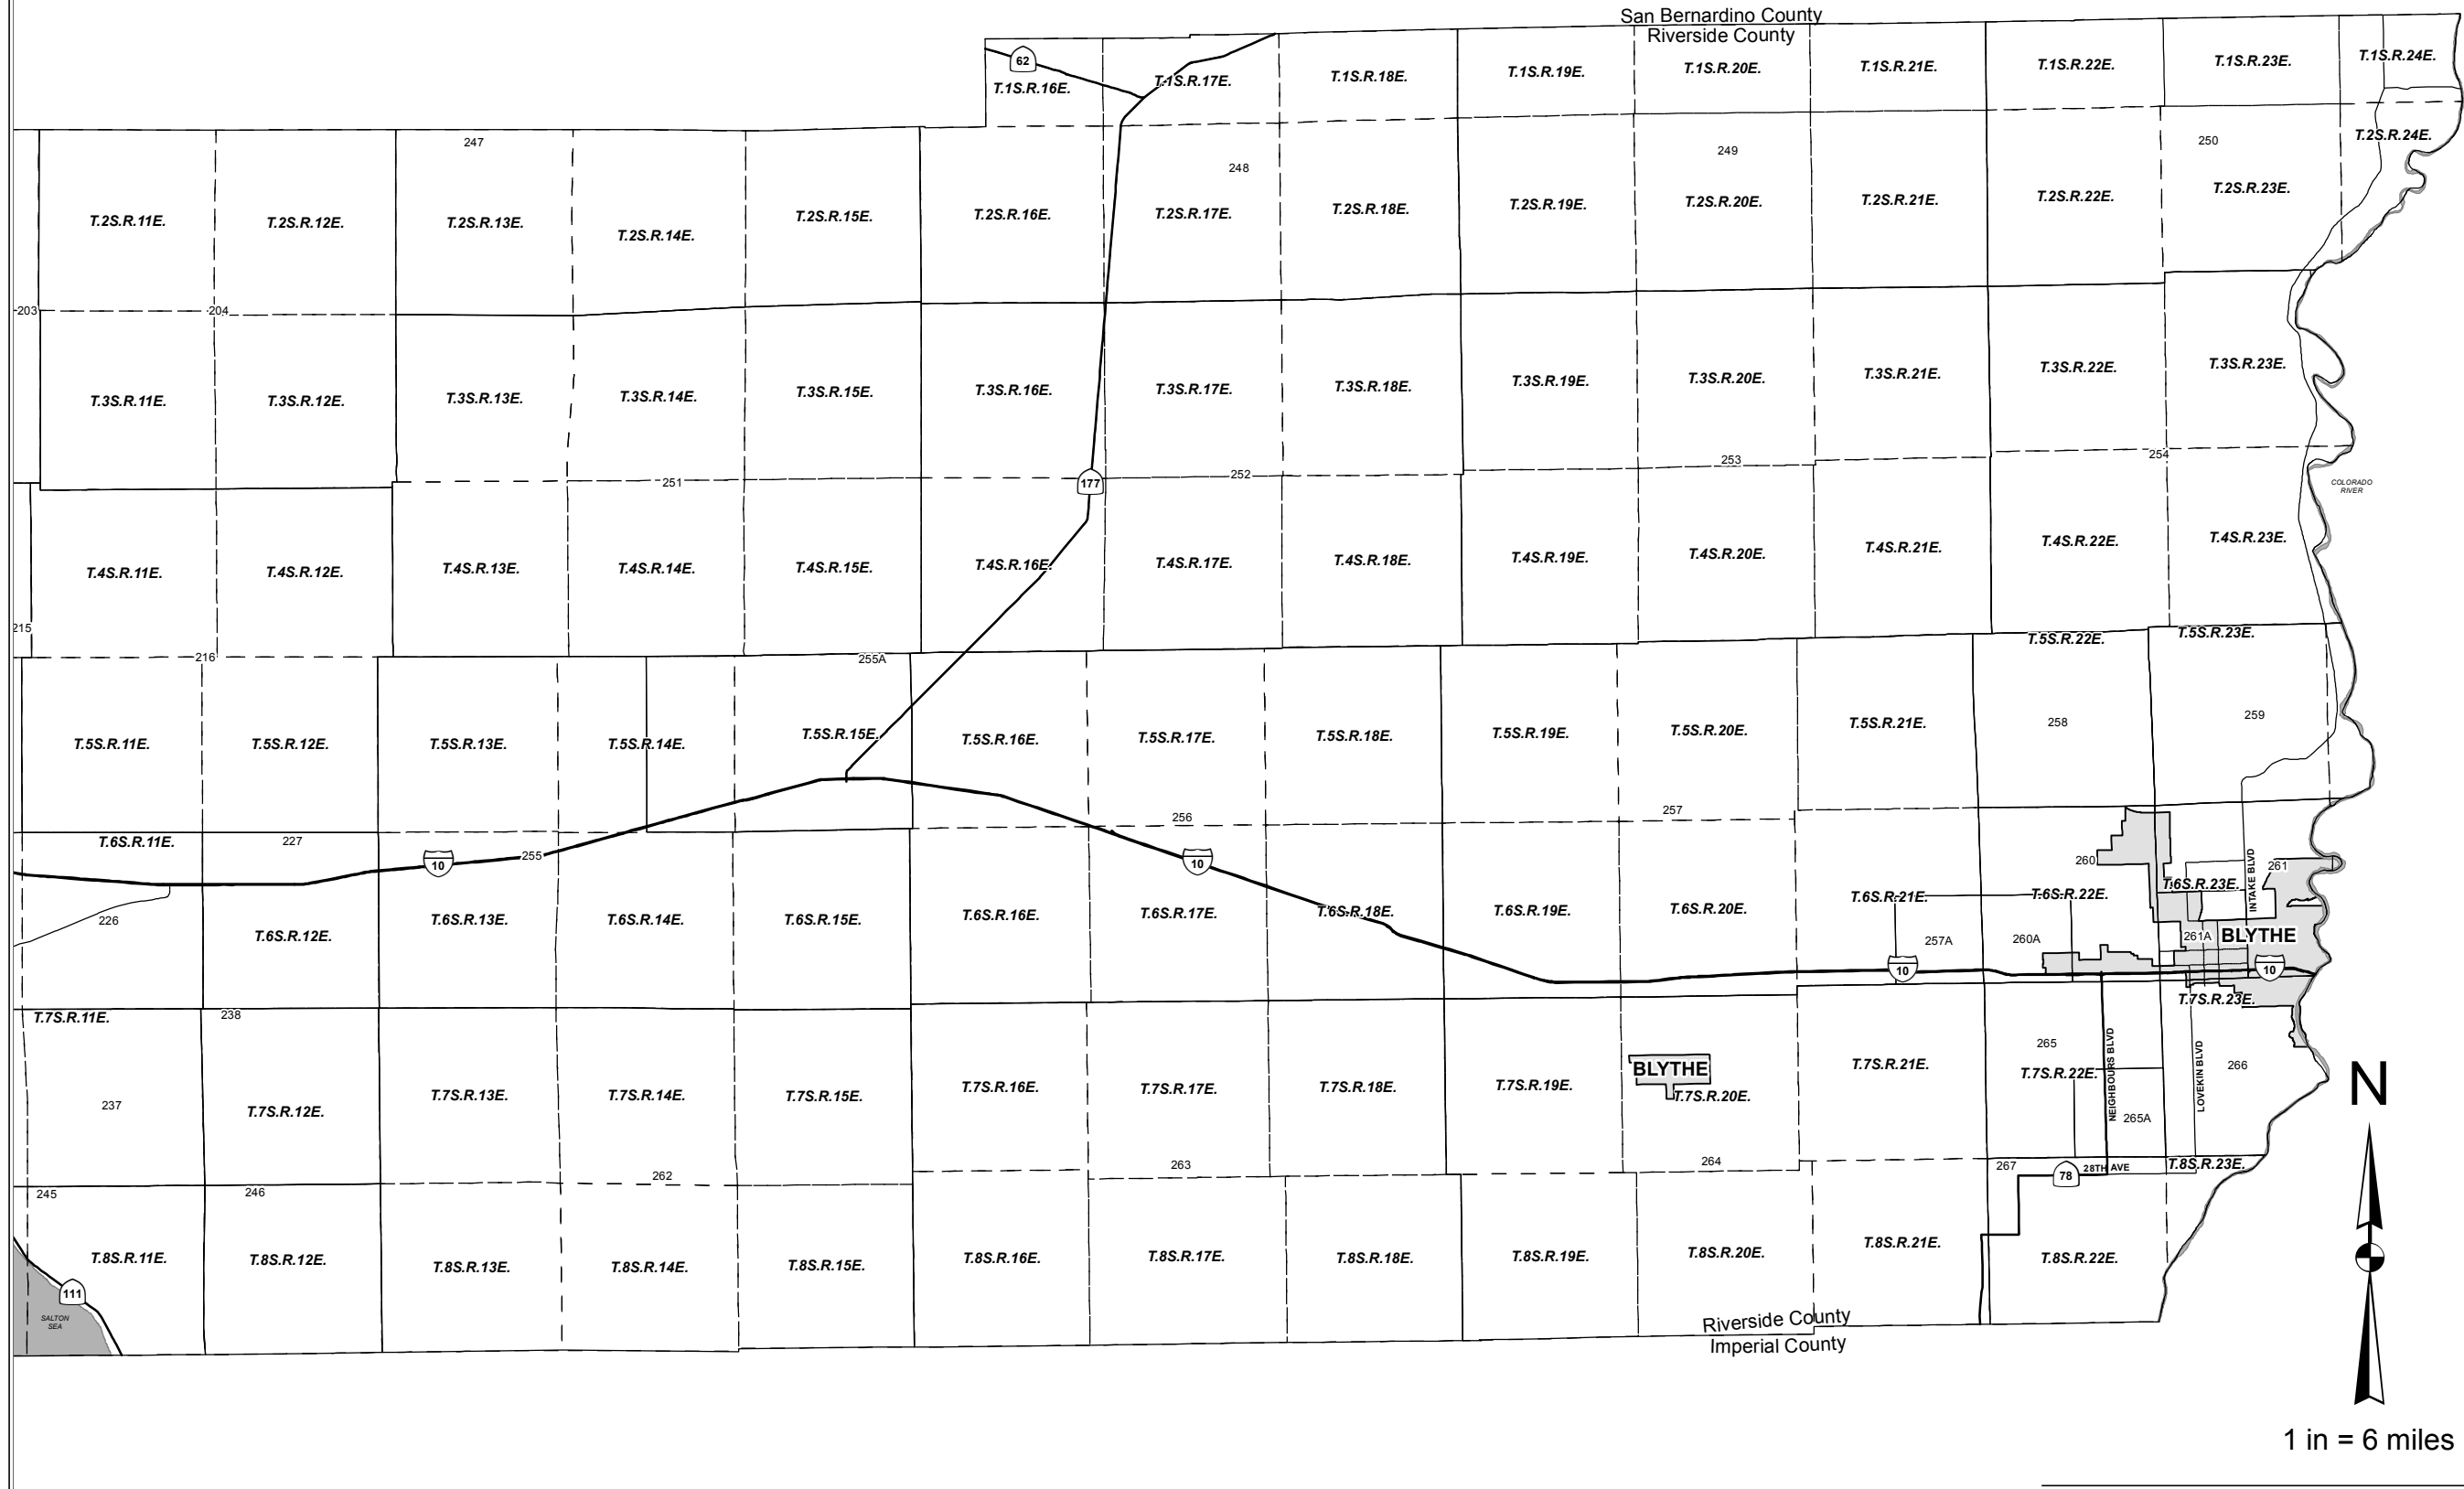 San Bernardino County
Riverside County
62
T.1S.R.16E.
T.1S.R.17E.
T.1S.R.18E.
T.1S.R.19E.
T.1S.R.20E.
T.1S.R.21E.
T.1S.R.22E.
T.1S.R.23E.
T.1S.R.24E.
247
248
249
250
T.2S.R.24E.
T.2S.R.11E.
T.2S.R.12E.
T.2S.R.13E.
T.2S.R.14E.
T.2S.R.15E.
T.2S.R.16E.
T.2S.R.17E.
T.2S.R.18E.
T.2S.R.19E.
T.2S.R.20E.
T.2S.R.21E.
T.2S.R.22E.
T.2S.R.23E.
203
204
T.3S.R.11E.
T.3S.R.12E.
T.3S.R.13E.
T.3S.R.14E.
T.3S.R.15E.
T.3S.R.16E.
T.3S.R.17E.
T.3S.R.18E.
T.3S.R.19E.
T.3S.R.20E.
T.3S.R.21E.
T.3S.R.22E.
T.3S.R.23E.
251
177
252
253
254
COLORADO
RIVER
T.4S.R.11E.
T.4S.R.12E.
T.4S.R.13E.
T.4S.R.14E.
T.4S.R.15E.
T.4S.R.16E.
T.4S.R.17E.
T.4S.R.18E.
T.4S.R.19E.
T.4S.R.20E.
T.4S.R.21E.
T.4S.R.22E.
T.4S.R.23E.
215
216
255A
T.5S.R.22E.
T.5S.R.23E.
T.5S.R.11E.
T.5S.R.12E.
T.5S.R.13E.
T.5S.R.14E.
T.5S.R.15E.
T.5S.R.16E.
T.5S.R.17E.
T.5S.R.18E.
T.5S.R.19E.
T.5S.R.20E.
T.5S.R.21E.
258
259
T.6S.R.11E.
227
10
255
256
10
257
260
261
INTAKE BLVD
226
T.6S.R.12E.
T.6S.R.13E.
T.6S.R.14E.
T.6S.R.15E.
T.6S.R.16E.
T.6S.R.17E.
T.6S.R.18E.
T.6S.R.19E.
T.6S.R.20E.
T.6S.R.21E.
T.6S.R.22E.
T.6S.R.23E.
257A
260A
261A
BLYTHE
10
10
T.7S.R.11E.
238
T.7S.R.23E.
237
T.7S.R.12E.
T.7S.R.13E.
T.7S.R.14E.
T.7S.R.15E.
T.7S.R.16E.
T.7S.R.17E.
T.7S.R.18E.
T.7S.R.19E.
BLYTHE
T.7S.R.20E.
T.7S.R.21E.
265
T.7S.R.22E.
NEIGHBOURS BLVD
265A
LOVEKIN BLVD
266
N
245
246
262
263
264
267
78
28TH AVE
T.8S.R.23E.
T.8S.R.11E.
T.8S.R.12E.
T.8S.R.13E.
T.8S.R.14E.
T.8S.R.15E.
T.8S.R.16E.
T.8S.R.17E.
T.8S.R.18E.
T.8S.R.19E.
T.8S.R.20E.
T.8S.R.21E.
T.8S.R.22E.
111
SALTON
SEA
Riverside County
Imperial County
1 in = 6 miles